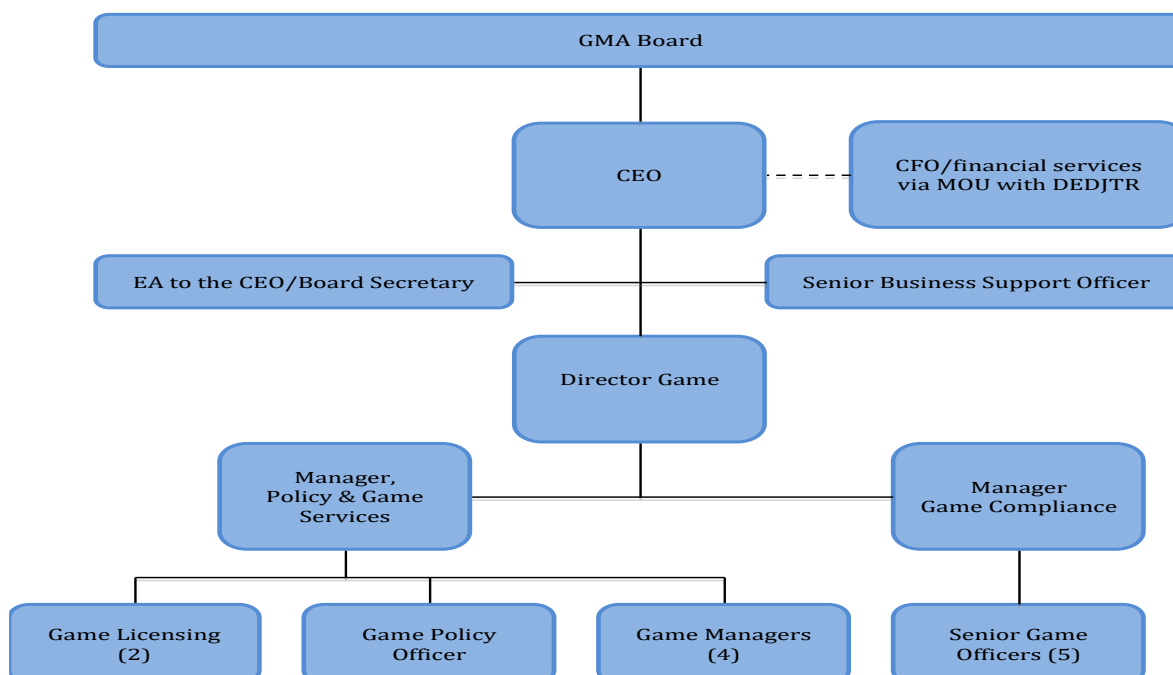 GMA Board
CEO
CFO/financial services
via MOU with DEDJTR
EA to the CEO/Board Secretary
Senior Business Support Officer
Director Game
Manager,
Policy & Game
Services
Manager
Game Compliance
Game Licensing
(2)
Game Policy
Officer
Game Managers
(4)
Senior Game
Officers (5)